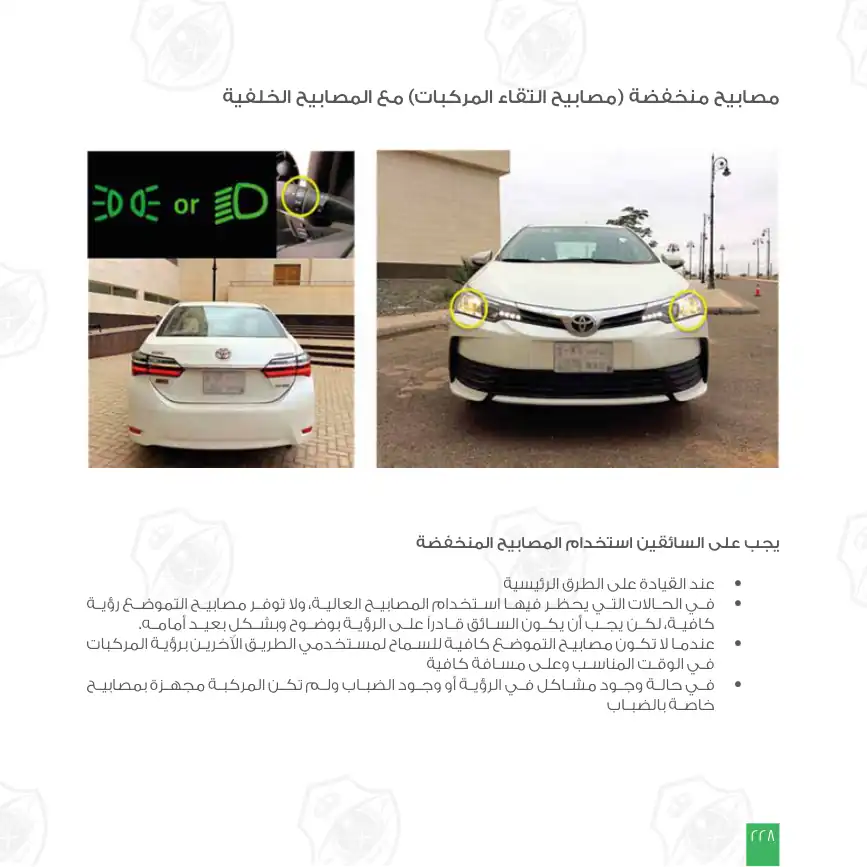 مصابيح منخفضة (مصابيح التقاء المركبات) مع المصابيح الخلفية
or
يجب على السائقين استخدام المصابيح المنخفضة
• عند القيادة على الطرق الرئيسية
• في الحالات التي يحظر فيها استخدام المصابيح العالية، ولا توفر مصابيح التموضع رؤية
كافية، لكن يجب أن يكون السائق قادراً على الرؤية بوضوح وبشكل بعيد أمامه.
• عندما لا تكون مصابيح التموضع كافية للسماح لمستخدمي الطريق الآخرين برؤية المركبات
في الوقت المناسب وعلى مسافة كافية
• في حالة وجود مشاكل في الرؤية أو وجود الضباب ولم تكن المركبة مجهزة بمصابيح
خاصة بالضباب
٢٢٨